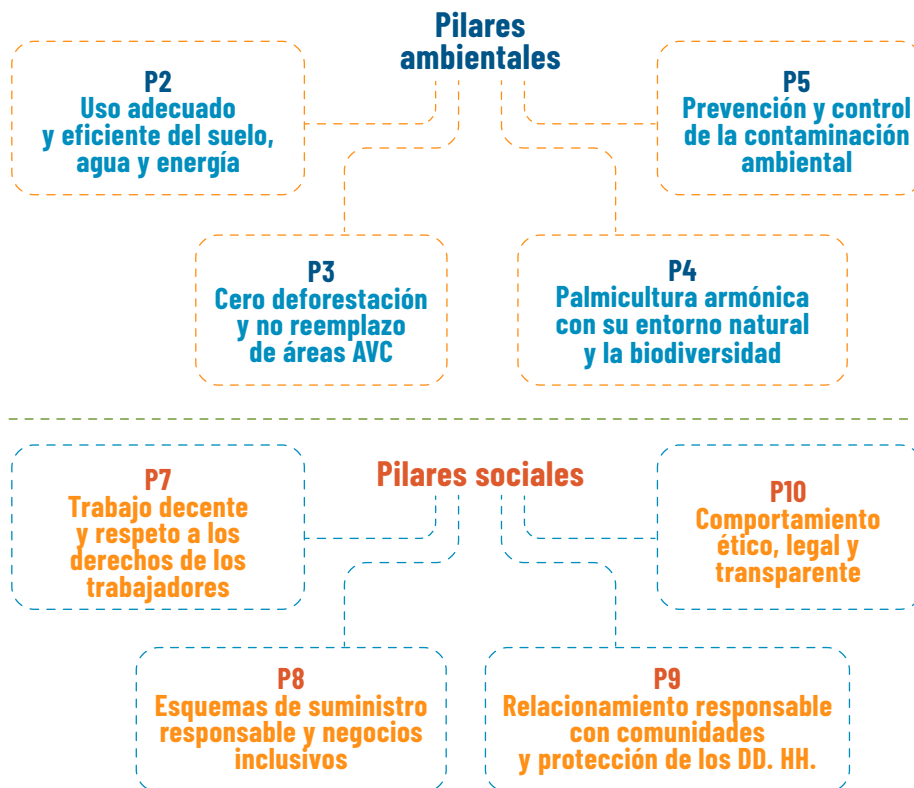 Pilares
ambientales
P2
Uso adecuado
y eficiente del suelo,
agua y energía
P5
Prevención y control
de la contaminación
ambiental
P3
Cero deforestación
y no reemplazo
de áreas AVC
P4
Palmicultura armónica
con su entorno natural
y la biodiversidad
Pilares sociales
P7
Trabajo decente
y respeto a los
derechos de los
trabajadores
P10
Comportamiento
ético, legal y
transparente
P8
Esquemas de suministro
responsable y negocios
inclusivos
P9
Relacionamiento responsable
con comunidades
y protección de los DD. HH.